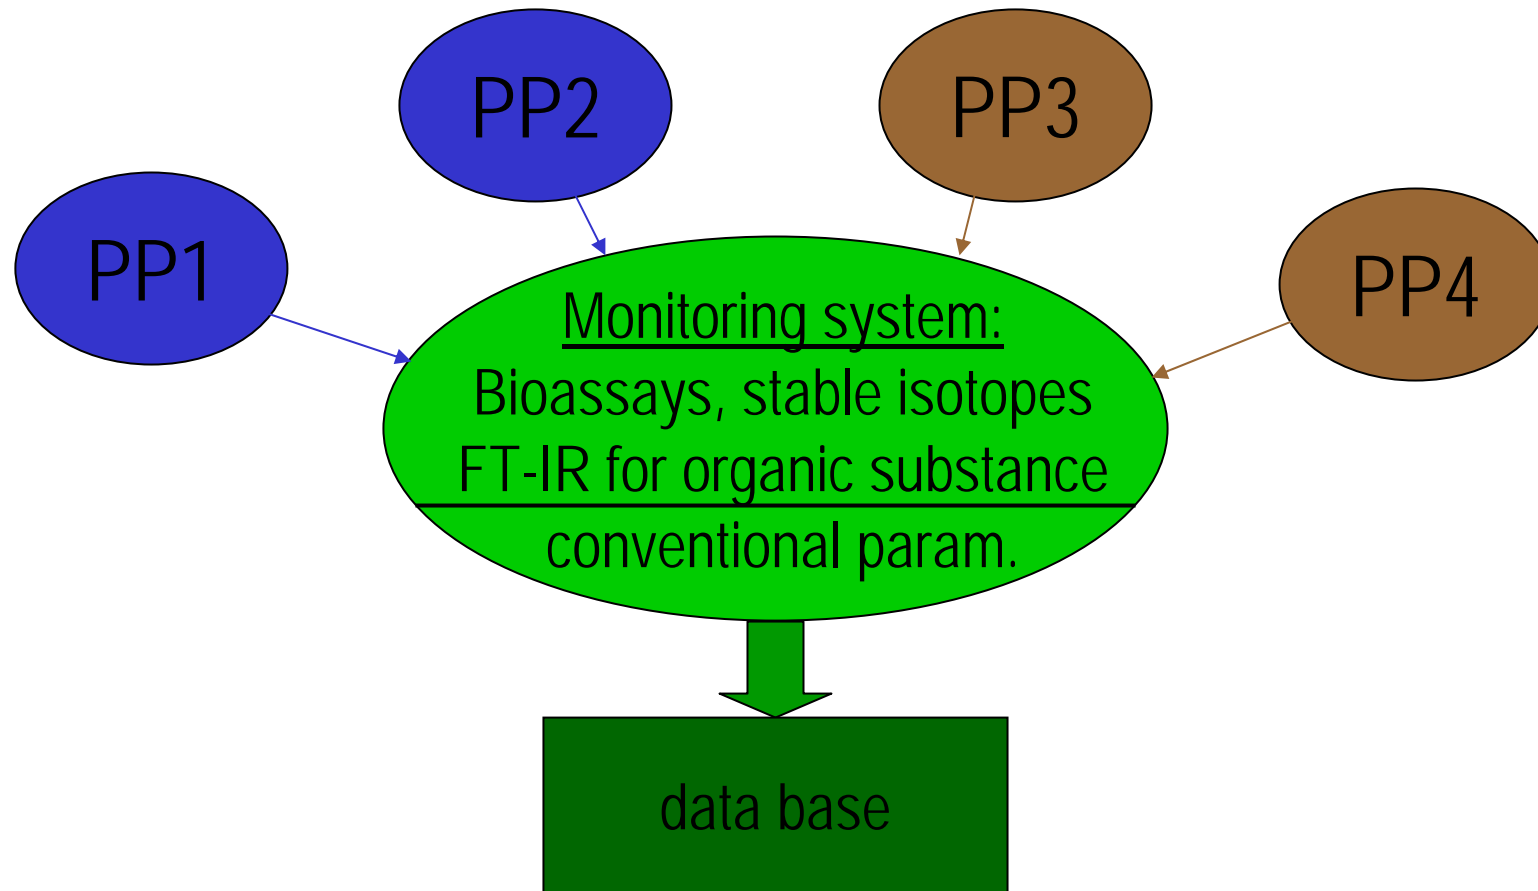 PP2
PP3
PP1
PP4
Monitoring system:
Bioassays, stable isotopes
FT-IR for organic substance
conventional param.
data base